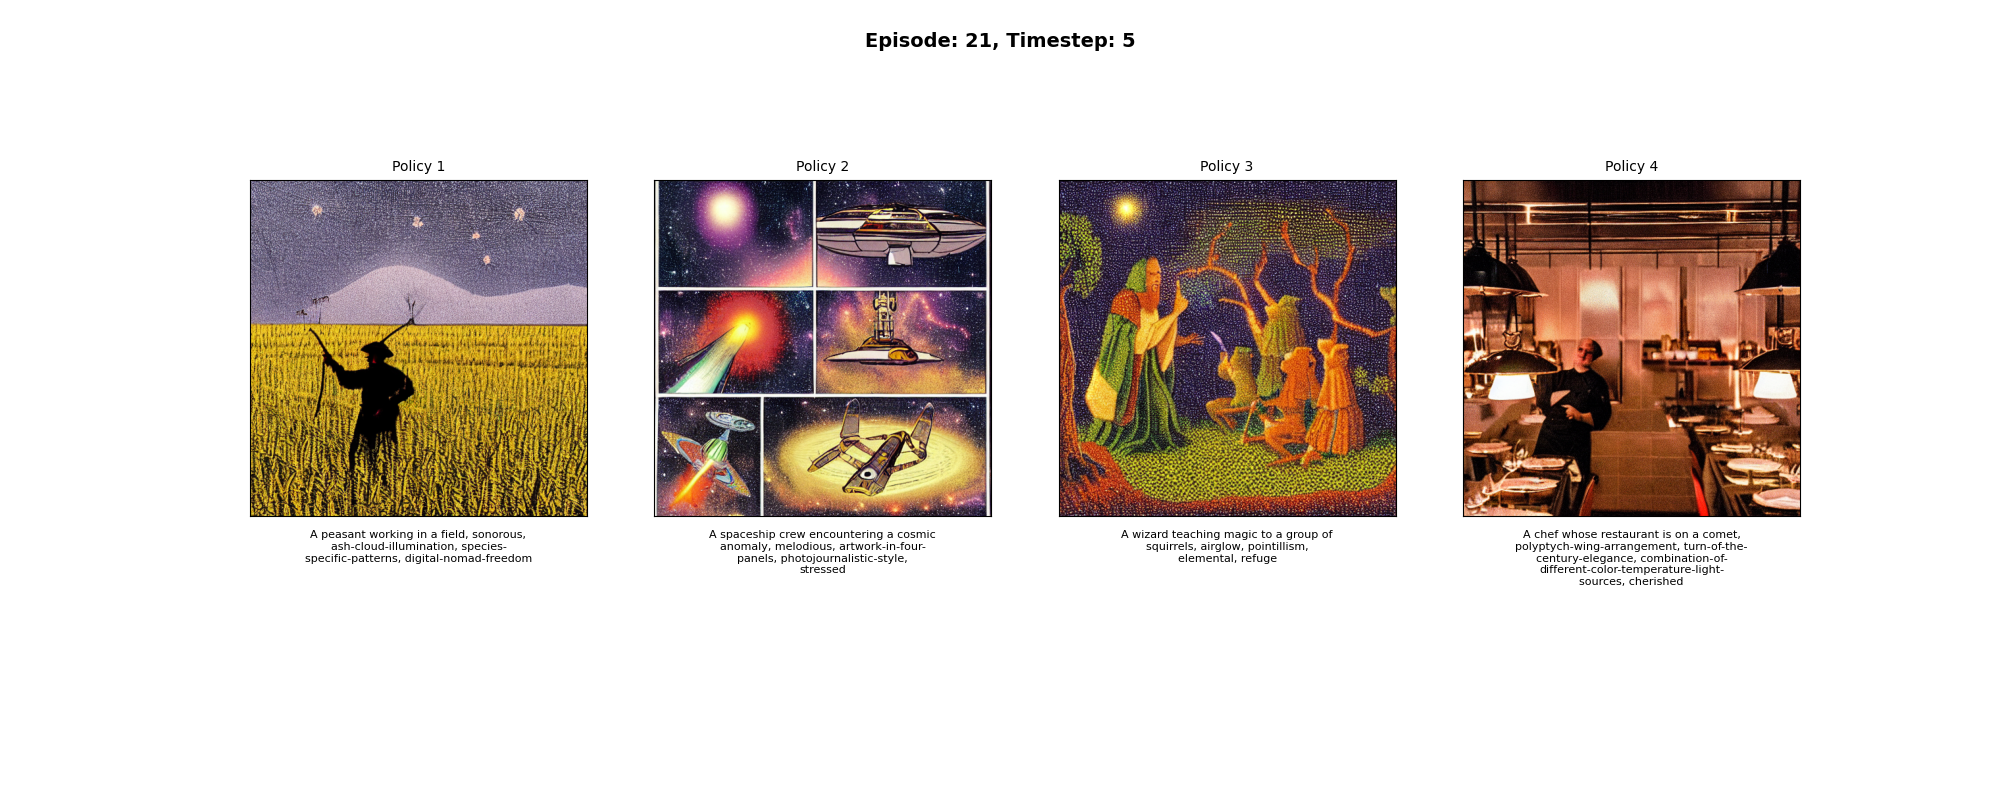 Episode: 21, Timestep: 5
Policy 1
Policy 2
Policy 3
Policy 4
A peasant working in a field, sonorous,
ash-cloud-illumination, species-
specific-patterns, digital-nomad-freedom
A spaceship crew encountering a cosmic
anomaly, melodious, artwork-in-four-
panels, photojournalistic-style,
stressed
A wizard teaching magic to a group of
squirrels, airglow, pointillism,
elemental, refuge
A chef whose restaurant is on a comet,
polyptych-wing-arrangement, turn-of-the-
century-elegance, combination-of-
different-color-temperature-light-
sources, cherished